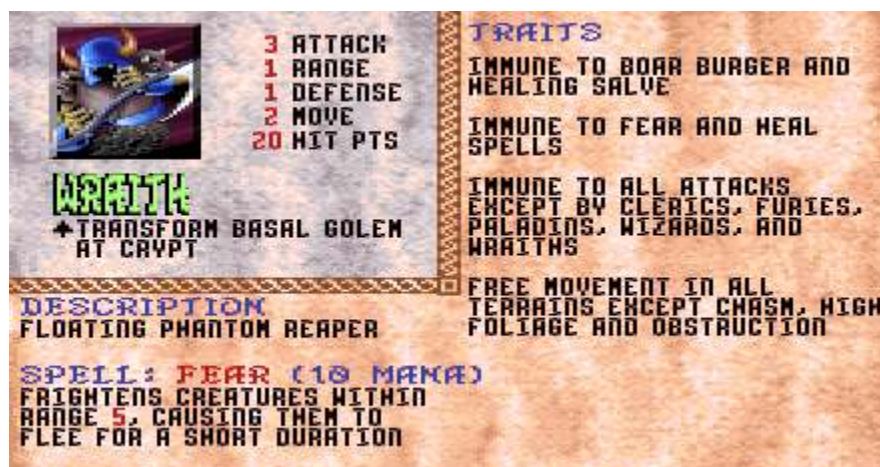 3 ATTACK
1 RANGE
1 DEFENSE
2 MOVE
20 HIT PTS
WRAITH
TRANSFORM BASAL GOLEM
AT CRYPT
DESCRIPTION
FLOATING PHANTOM REAPER
SPELL: FEAR (10 MANA)
FRIGHTENS CREATURES WITHIN
RANGE 5, CAUSING THEM TO
FLEE FOR A SHORT DURATION
TRAITS
IMMUNE TO BOAR BURGER AND
HEALING SALVE
IMMUNE TO FEAR AND HEAL
SPELLS
IMMUNE TO ALL ATTACKS
EXCEPT BY CLERICS, FURIES,
PALADINS, WIZARDS, AND
WRAITHS
FREE MOVEMENT IN ALL
TERRAINS EXCEPT CHASM, HIGH
FOLIAGE AND OBSTRUCTION